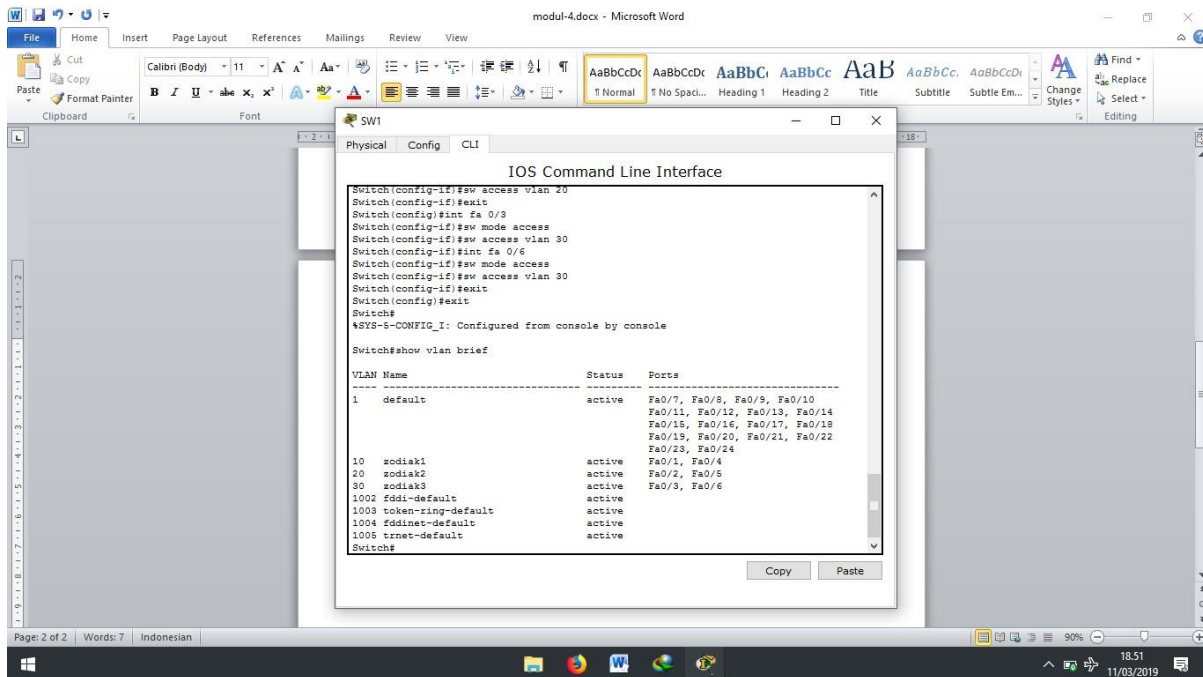 modul-4.docx - Microsoft Word
File Home Insert Page Layout References Mailings Review View
Cut
Copy
Format Painter
Paste
Clipboard
Calibri (Body) 11
Font
AaBbCcDc AaBbCcDc AaBbC AaBbCc AaB AaBbCc. AaBbCcDc
¶ Normal ¶ No Spaci... Heading 1 Heading 2 Title Subtitle Subtle Em...
Change Styles
Styles
Find
Replace
Select
Editing
SW1
Physical Config CLI
IOS Command Line Interface
Switch(config-if)#sw access vlan 20
Switch(config-if)#exit
Switch(config)#int fa 0/3
Switch(config-if)#sw mode access
Switch(config-if)#sw access vlan 30
Switch(config-if)#int fa 0/6
Switch(config-if)#sw mode access
Switch(config-if)#sw access vlan 30
Switch(config-if)#exit
Switch(config)#exit
Switch#
%SYS-5-CONFIG_I: Configured from console by console
Switch#show vlan brief
VLAN Name Status Ports
---- -------------------------------- --------- -------------------------------
1 default active Fa0/7, Fa0/8, Fa0/9, Fa0/10
Fa0/11, Fa0/12, Fa0/13, Fa0/14
Fa0/15, Fa0/16, Fa0/17, Fa0/18
Fa0/19, Fa0/20, Fa0/21, Fa0/22
Fa0/23, Fa0/24
10 zodiak1 active Fa0/1, Fa0/4
20 zodiak2 active Fa0/2, Fa0/5
30 zodiak3 active Fa0/3, Fa0/6
1002 fddi-default active
1003 token-ring-default active
1004 fddinet-default active
1005 trnet-default active
Switch#
Copy Paste
Page: 2 of 2 Words: 7 Indonesian 90%
18.51
11/03/2019